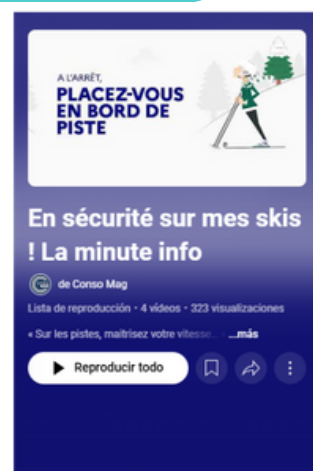 A L'ARRÊT,
PLACEZ-VOUS
EN BORD DE
PISTE
En sécurité sur mes skis
! La minute info
de Conso Mag
Lista de reproducción • 4 vídeos • 323 visualizaciones
« Sur les pistes, maitrisez votre vitesse... ...más
Reproducir todo